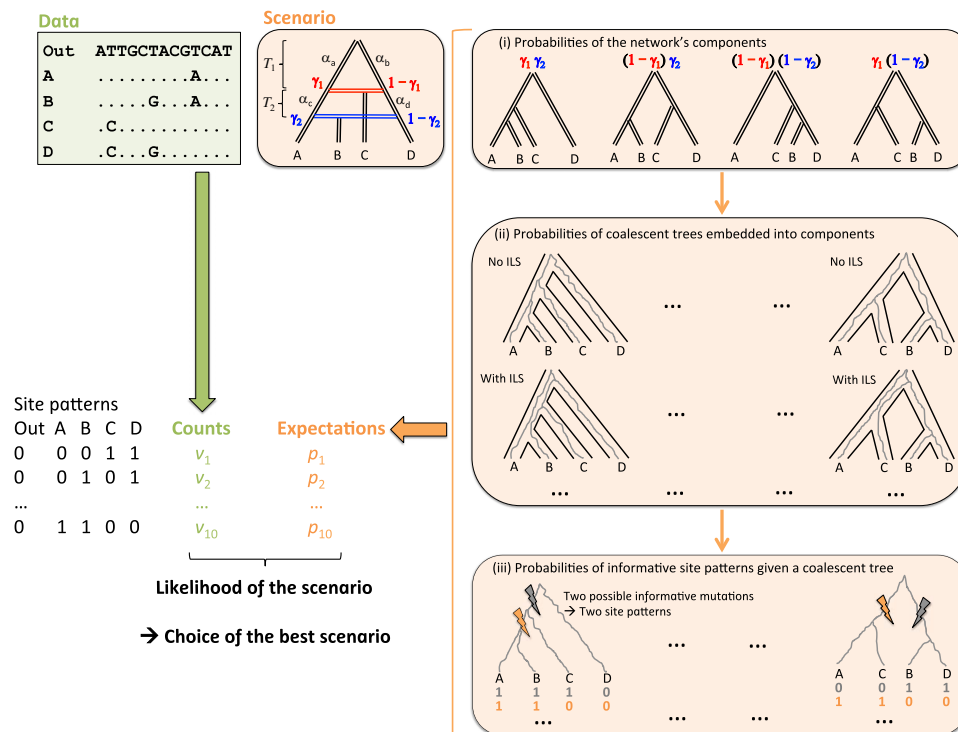 Data
Out ATTGCTACGTCAT
A .........A...
B ......G..A...
C .C...........
D .C....G......
Scenario
T1
T2
αa
αb
γ1
1 − γ1
αc
αd
γ2
1 − γ2
A B C D
(i) Probabilities of the network's components
γ1 γ2
(1−γ1) γ2
(1−γ1) (1−γ2)
γ1 (1−γ2)
A B C D
A B C D
A C B D
A C B D
(ii) Probabilities of coalescent trees embedded into components
No ILS
... ...
No ILS
A B C D
A C B D
With ILS
... ...
With ILS
A B C D
A C B D
... ... ... ...
(iii) Probabilities of informative site patterns given a coalescent tree
Two possible informative mutations
→ Two site patterns
... ...
A B C D
1 1 1 0
1 1 0 0
A C B D
0 0 1 1
1 1 0 0
... ... ... ...
Site patterns
Out A B C D Counts Expectations
0 0 0 1 1 v1 p1
0 0 1 0 1 v2 p2
... ... ...
0 1 1 0 0 v10 p10
Likelihood of the scenario
→ Choice of the best scenario